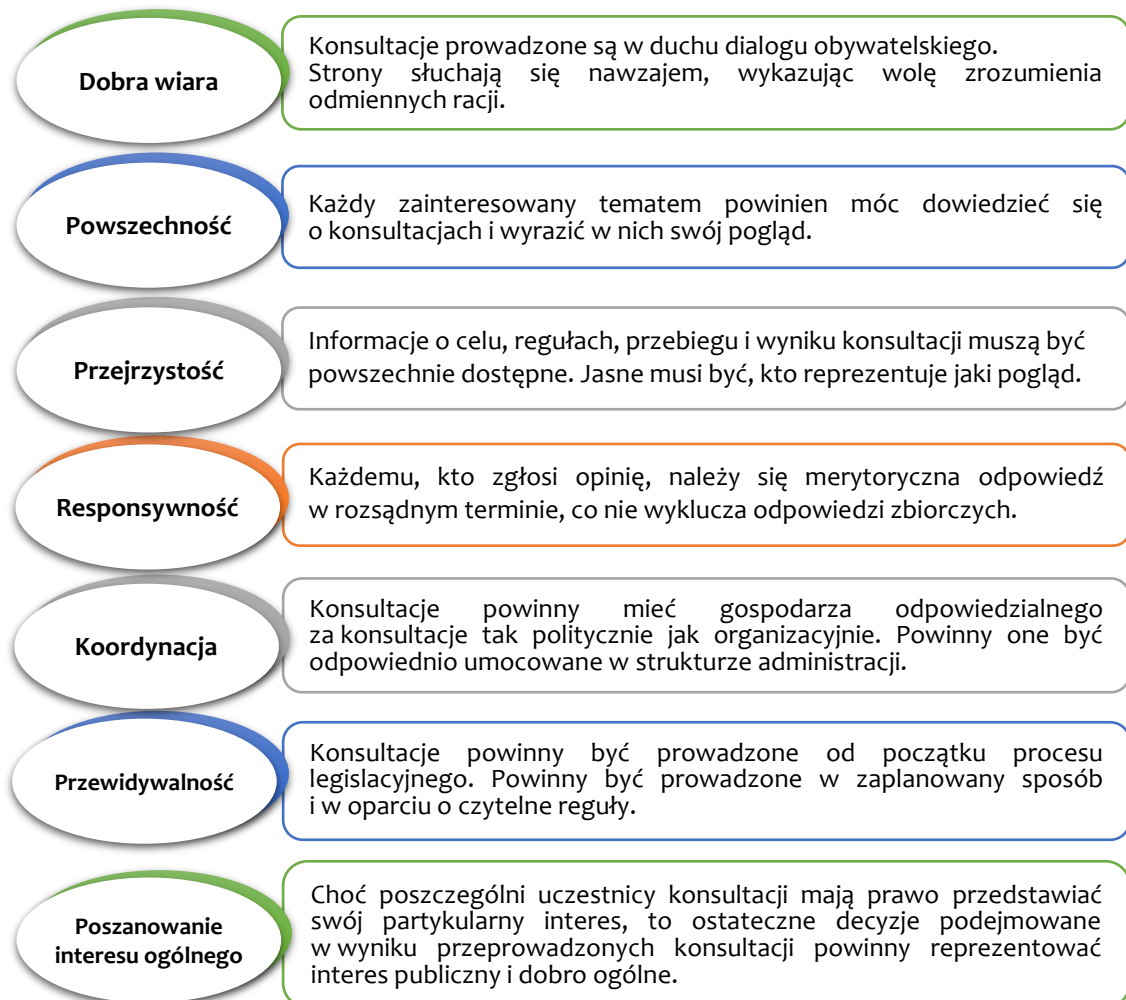 Dobra wiara
Konsultacje prowadzone są w duchu dialogu obywatelskiego.
Strony słuchają się nawzajem, wykazując wolę zrozumienia
odmiennych racji.
Powszechność
Każdy zainteresowany tematem powinien móc dowiedzieć się
o konsultacjach i wyrazić w nich swój pogląd.
Przejrzystość
Informacje o celu, regułach, przebiegu i wyniku konsultacji muszą być
powszechnie dostępne. Jasne musi być, kto reprezentuje jaki pogląd.
Responsywność
Każdemu, kto zgłosi opinię, należy się merytoryczna odpowiedź
w rozsądnym terminie, co nie wyklucza odpowiedzi zbiorczych.
Koordynacja
Konsultacje powinny mieć gospodarza odpowiedzialnego
za konsultacje tak politycznie jak organizacyjnie. Powinny one być
odpowiednio umocowane w strukturze administracji.
Przewidywalność
Konsultacje powinny być prowadzone od początku procesu
legislacyjnego. Powinny być prowadzone w zaplanowany sposób
i w oparciu o czytelne reguły.
Poszanowanie
interesu ogólnego
Choć poszczególni uczestnicy konsultacji mają prawo przedstawiać
swój partykularny interes, to ostateczne decyzje podejmowane
w wyniku przeprowadzonych konsultacji powinny reprezentować
interes publiczny i dobro ogólne.